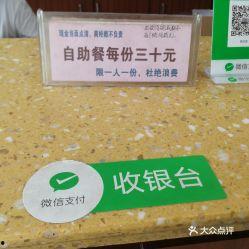 现金当面点清,离柜概不负责
自助餐每份三十元
限一人一份,杜绝浪费
微信支付
收银台
微信
大众点评